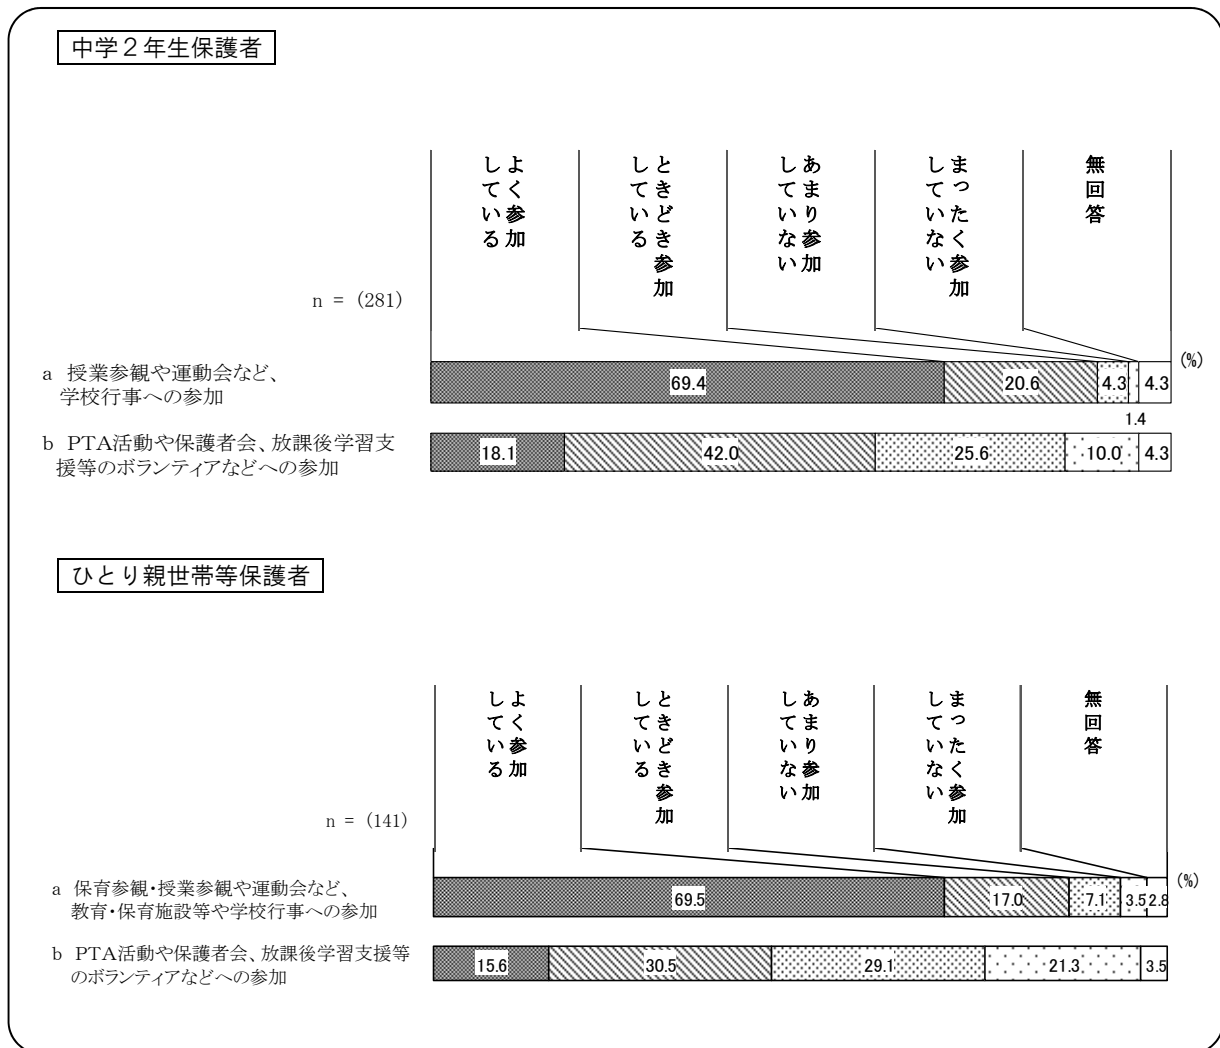 中学２年生保護者
よく参加
している
ときどき参加
している
あまり参加
していない
まったく参加
していない
無回答
n = (281)
(%)
a 授業参観や運動会など、
学校行事への参加
69.4
20.6
4.3
4.3
1.4
b PTA活動や保護者会、放課後学習支
援等のボランティアなどへの参加
18.1
42.0
25.6
10.0
4.3
ひとり親世帯等保護者
よく参加
している
ときどき参加
している
あまり参加
していない
まったく参加
していない
無回答
n = (141)
(%)
a 保育参観・授業参観や運動会など、
教育・保育施設等や学校行事への参加
69.5
17.0
7.1
3.5
2.8
b PTA活動や保護者会、放課後学習支援等
のボランティアなどへの参加
15.6
30.5
29.1
21.3
3.5